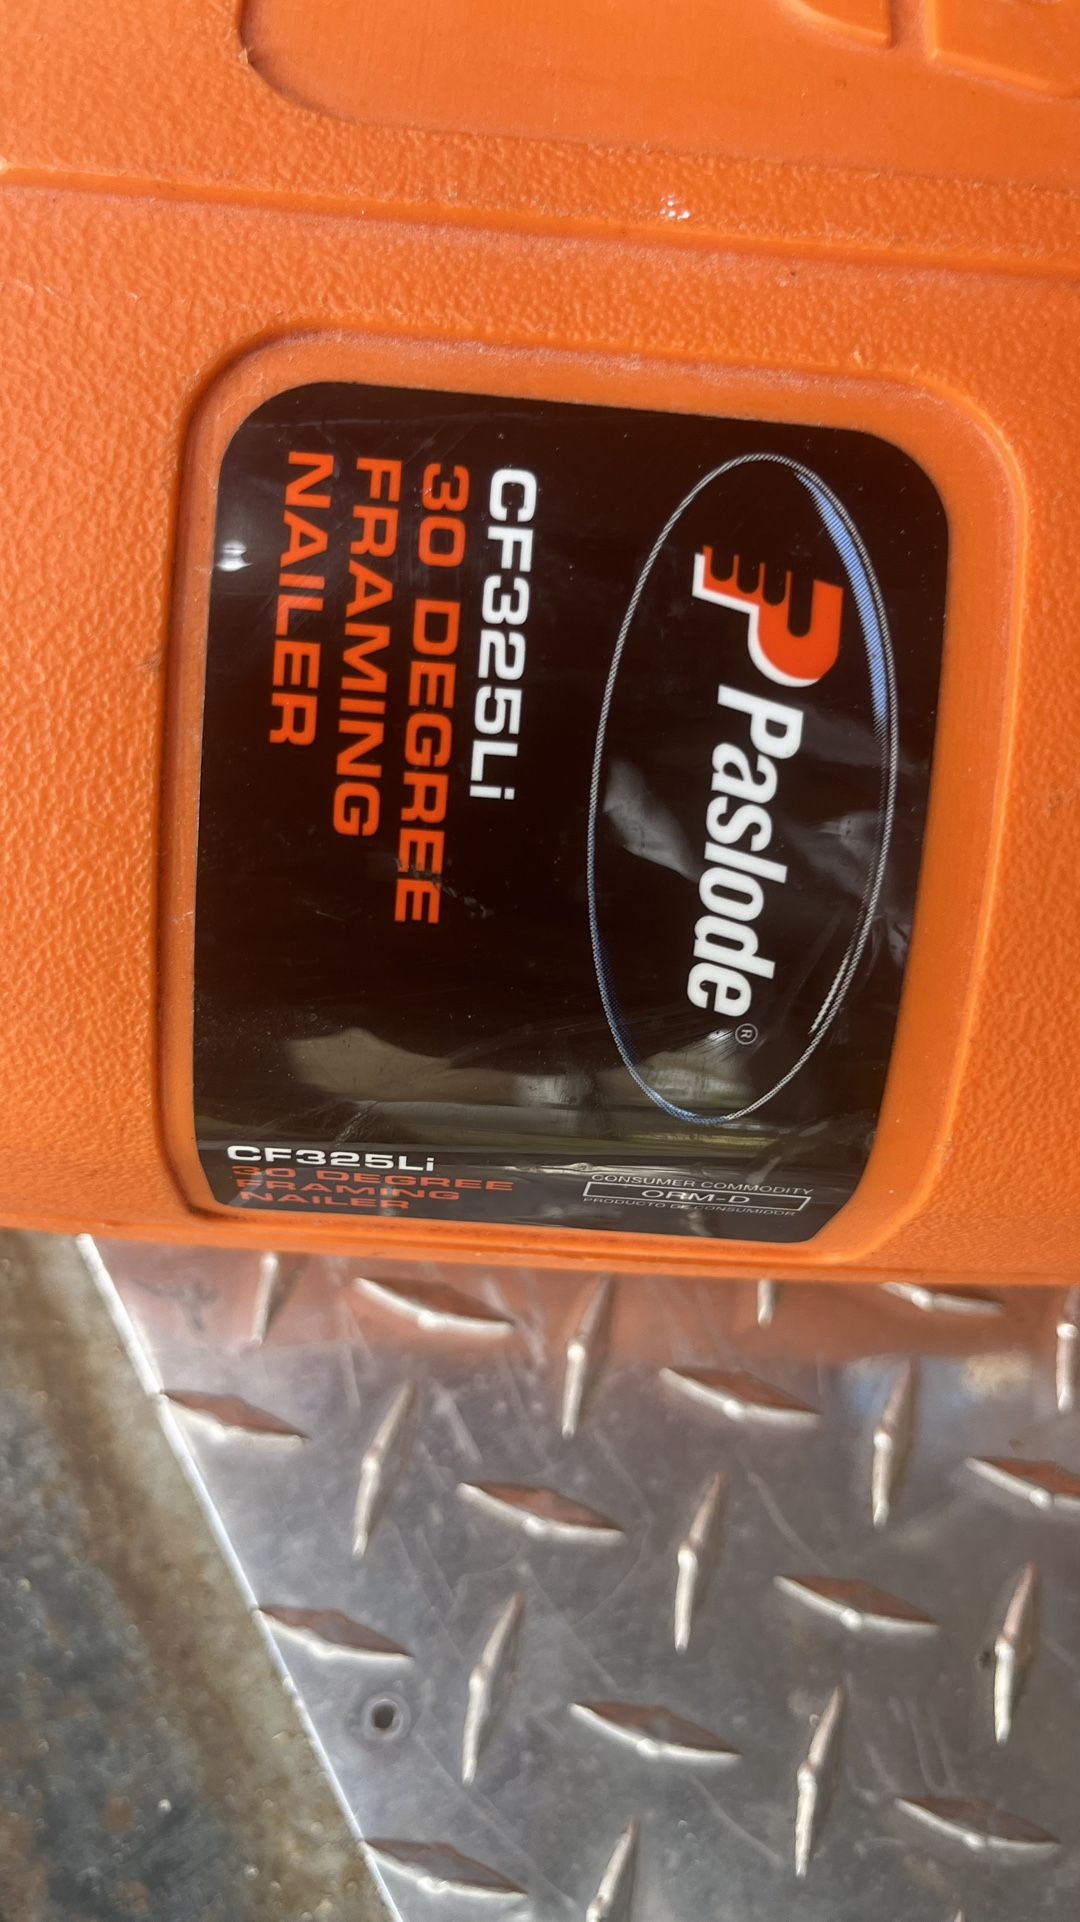 Paslode®
CF325Li
30 DEGREE
FRAMING
NAILER
CF325Li
30 DEGREE
FRAMING
NAILER
CONSUMER COMMODITY
ORM-D
PRODUCTO DE CONSUMIDOR